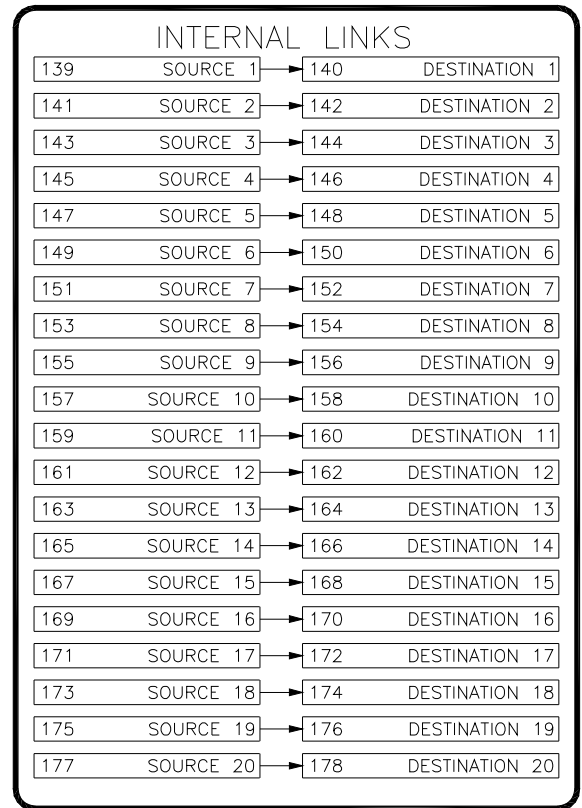 INTERNAL LINKS
139 SOURCE 1 140 DESTINATION 1
141 SOURCE 2 142 DESTINATION 2
143 SOURCE 3 144 DESTINATION 3
145 SOURCE 4 146 DESTINATION 4
147 SOURCE 5 148 DESTINATION 5
149 SOURCE 6 150 DESTINATION 6
151 SOURCE 7 152 DESTINATION 7
153 SOURCE 8 154 DESTINATION 8
155 SOURCE 9 156 DESTINATION 9
157 SOURCE 10 158 DESTINATION 10
159 SOURCE 11 160 DESTINATION 11
161 SOURCE 12 162 DESTINATION 12
163 SOURCE 13 164 DESTINATION 13
165 SOURCE 14 166 DESTINATION 14
167 SOURCE 15 168 DESTINATION 15
169 SOURCE 16 170 DESTINATION 16
171 SOURCE 17 172 DESTINATION 17
173 SOURCE 18 174 DESTINATION 18
175 SOURCE 19 176 DESTINATION 19
177 SOURCE 20 178 DESTINATION 20